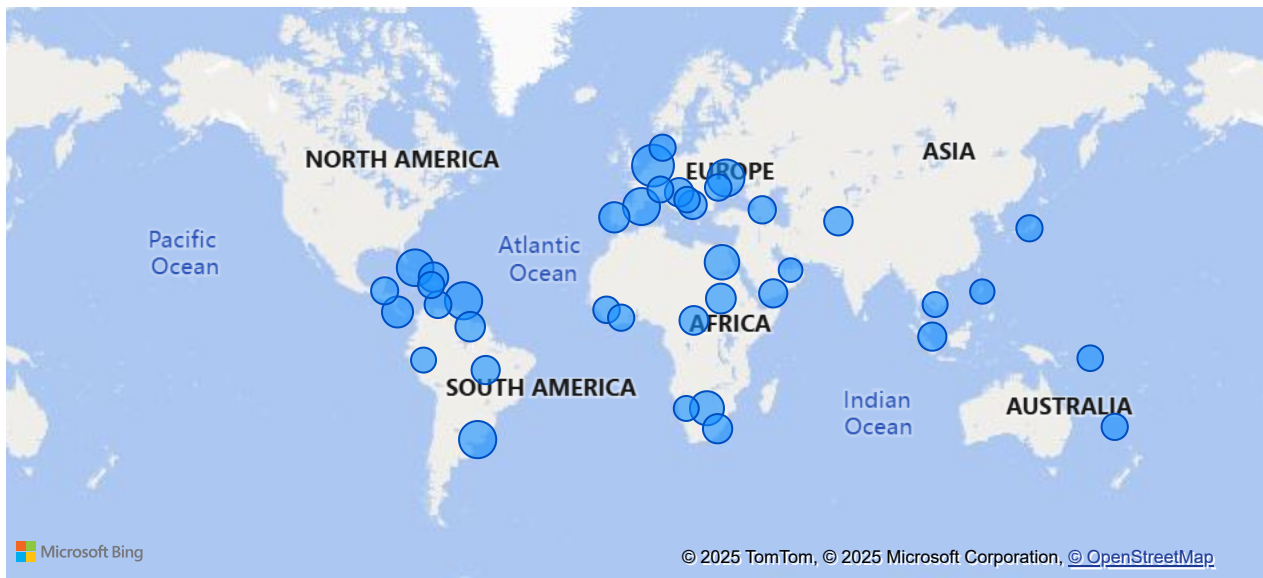 NORTH AMERICA
EUROPE
ASIA
Pacific
Ocean
Atlantic
Ocean
AFRICA
SOUTH AMERICA
Indian
Ocean
AUSTRALIA
Microsoft Bing
© 2025 TomTom, © 2025 Microsoft Corporation, © OpenStreetMap